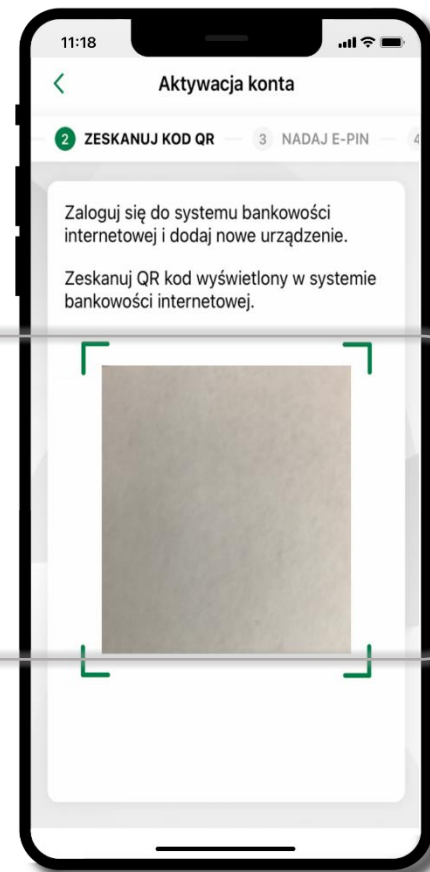 11:18
Aktywacja konta
2 ZESKANUJ KOD QR 3 NADAJ E-PIN 4
Zaloguj się do systemu bankowości
internetowej i dodaj nowe urządzenie.
Zeskanuj QR kod wyświetlony w systemie
bankowości internetowej.